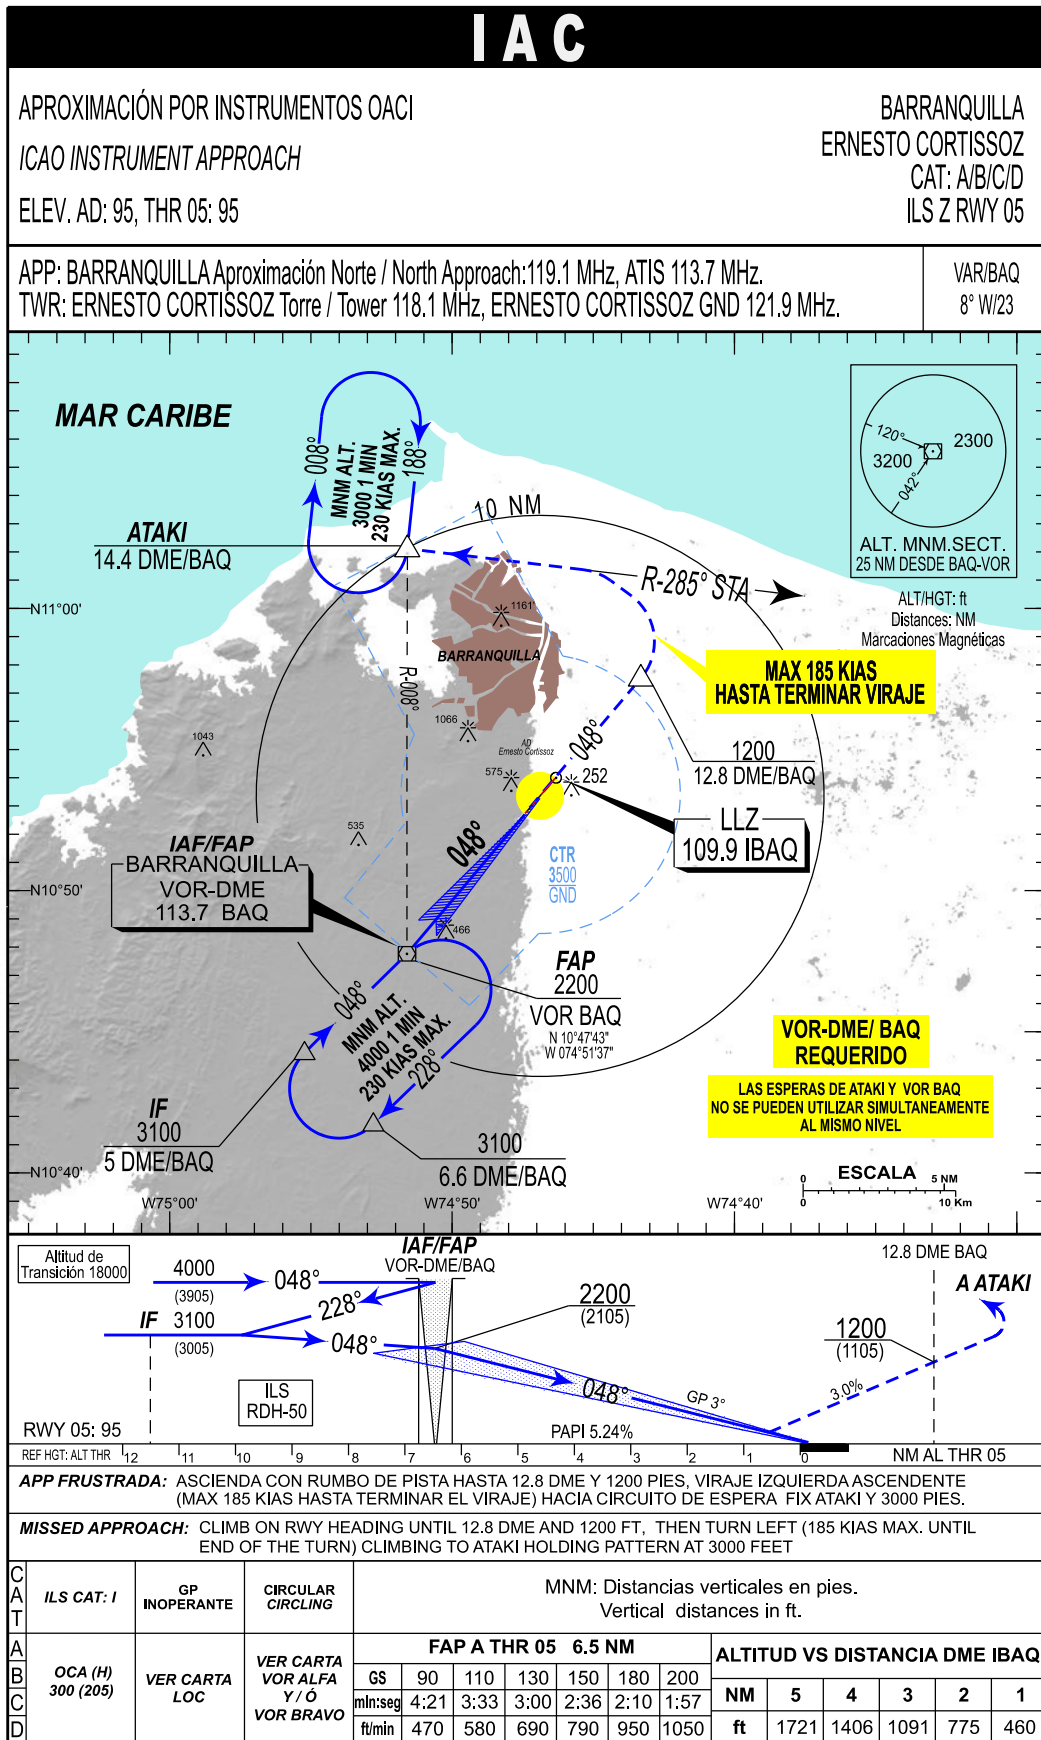 IAC
APROXIMACIÓN POR INSTRUMENTOS OACI
ICAO INSTRUMENT APPROACH
ELEV. AD: 95, THR 05: 95
BARRANQUILLA
ERNESTO CORTISSOZ
CAT: A/B/C/D
ILS Z RWY 05
APP: BARRANQUILLA Aproximación Norte / North Approach:119.1 MHz, ATIS 113.7 MHz.
TWR: ERNESTO CORTISSOZ Torre / Tower 118.1 MHz, ERNESTO CORTISSOZ GND 121.9 MHz.
VAR/BAQ
8° W/23
MAR CARIBE
008°
MNM ALT.
3000 1 MIN
230 KIAS MAX.
188°
120°
2300
3200
042°
ALT. MNM.SECT.
25 NM DESDE BAQ-VOR
ALT/HGT: ft
Distances: NM
Marcaciones Magnéticas
ATAKI
14.4 DME/BAQ
10 NM
R-285° STA
N11°00'
1161
BARRANQUILLA
R-008°
MAX 185 KIAS
HASTA TERMINAR VIRAJE
1066
1043
AD
Ernesto Cortissoz
048°
1200
12.8 DME/BAQ
575
252
LLZ
109.9 IBAQ
535
048°
IAF/FAP
BARRANQUILLA
VOR-DME
113.7 BAQ
CTR
3500
GND
N10°50'
466
FAP
2200
VOR BAQ
N 10°47'43"
W 074°51'37"
048°
MNM ALT.
4000 1 MIN
230 KIAS MAX.
228°
VOR-DME/ BAQ
REQUERIDO
LAS ESPERAS DE ATAKI Y VOR BAQ
NO SE PUEDEN UTILIZAR SIMULTANEAMENTE
AL MISMO NIVEL
IF
3100
5 DME/BAQ
3100
6.6 DME/BAQ
N10°40'
W75°00'
W74°50'
W74°40'
ESCALA
0 5 NM
0 10 Km
Altitud de
Transición 18000
4000
(3905)
048°
IAF/FAP
VOR-DME/BAQ
12.8 DME BAQ
A ATAKI
228°
IF 3100
(3005)
048°
2200
(2105)
1200
(1105)
ILS
RDH-50
048°
GP 3°
3.0%
RWY 05: 95
PAPI 5.24%
REF HGT: ALT THR 12 11 10 9 8 7 6 5 4 3 2 1 0 NM AL THR 05
APP FRUSTRADA: ASCIENDA CON RUMBO DE PISTA HASTA 12.8 DME Y 1200 PIES, VIRAJE IZQUIERDA ASCENDENTE
(MAX 185 KIAS HASTA TERMINAR EL VIRAJE) HACIA CIRCUITO DE ESPERA FIX ATAKI Y 3000 PIES.
MISSED APPROACH: CLIMB ON RWY HEADING UNTIL 12.8 DME AND 1200 FT, THEN TURN LEFT (185 KIAS MAX. UNTIL
END OF THE TURN) CLIMBING TO ATAKI HOLDING PATTERN AT 3000 FEET
CAT
ILS CAT: I
GP
INOPERANTE
CIRCULAR
CIRCLING
MNM: Distancias verticales en pies.
Vertical distances in ft.
A
B
C
D
OCA (H)
300 (205)
VER CARTA
LOC
VER CARTA
VOR ALFA
Y / Ó
VOR BRAVO
FAP A THR 05 6.5 NM
GS 90 110 130 150 180 200
min:seg 4:21 3:33 3:00 2:36 2:10 1:57
ft/min 470 580 690 790 950 1050
ALTITUD VS DISTANCIA DME IBAQ
NM 5 4 3 2 1
ft 1721 1406 1091 775 460